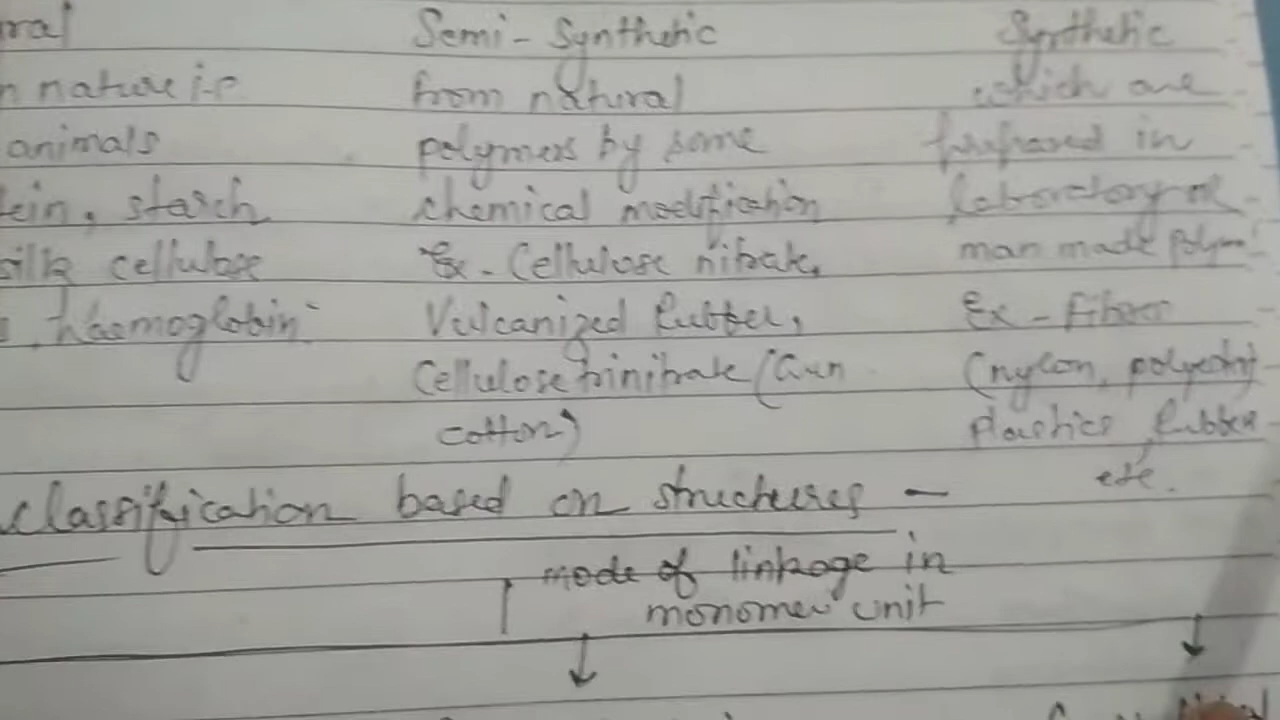 ral Semi-Synthetic Synthetic
n nature i.e from natural which are
animals polymers by some prepared in
tein, starch chemical modification laboratory or
silk cellulose Ex-Cellulose nitrate, man made polym
, haemoglobin Vulcanized Rubber, Ex-fibers
Cellulose trinitrate (Gun (nylon, polyester)
cotton) plastics, Rubber
etc.
classification based on structures -
mode of linkage in
monomer unit